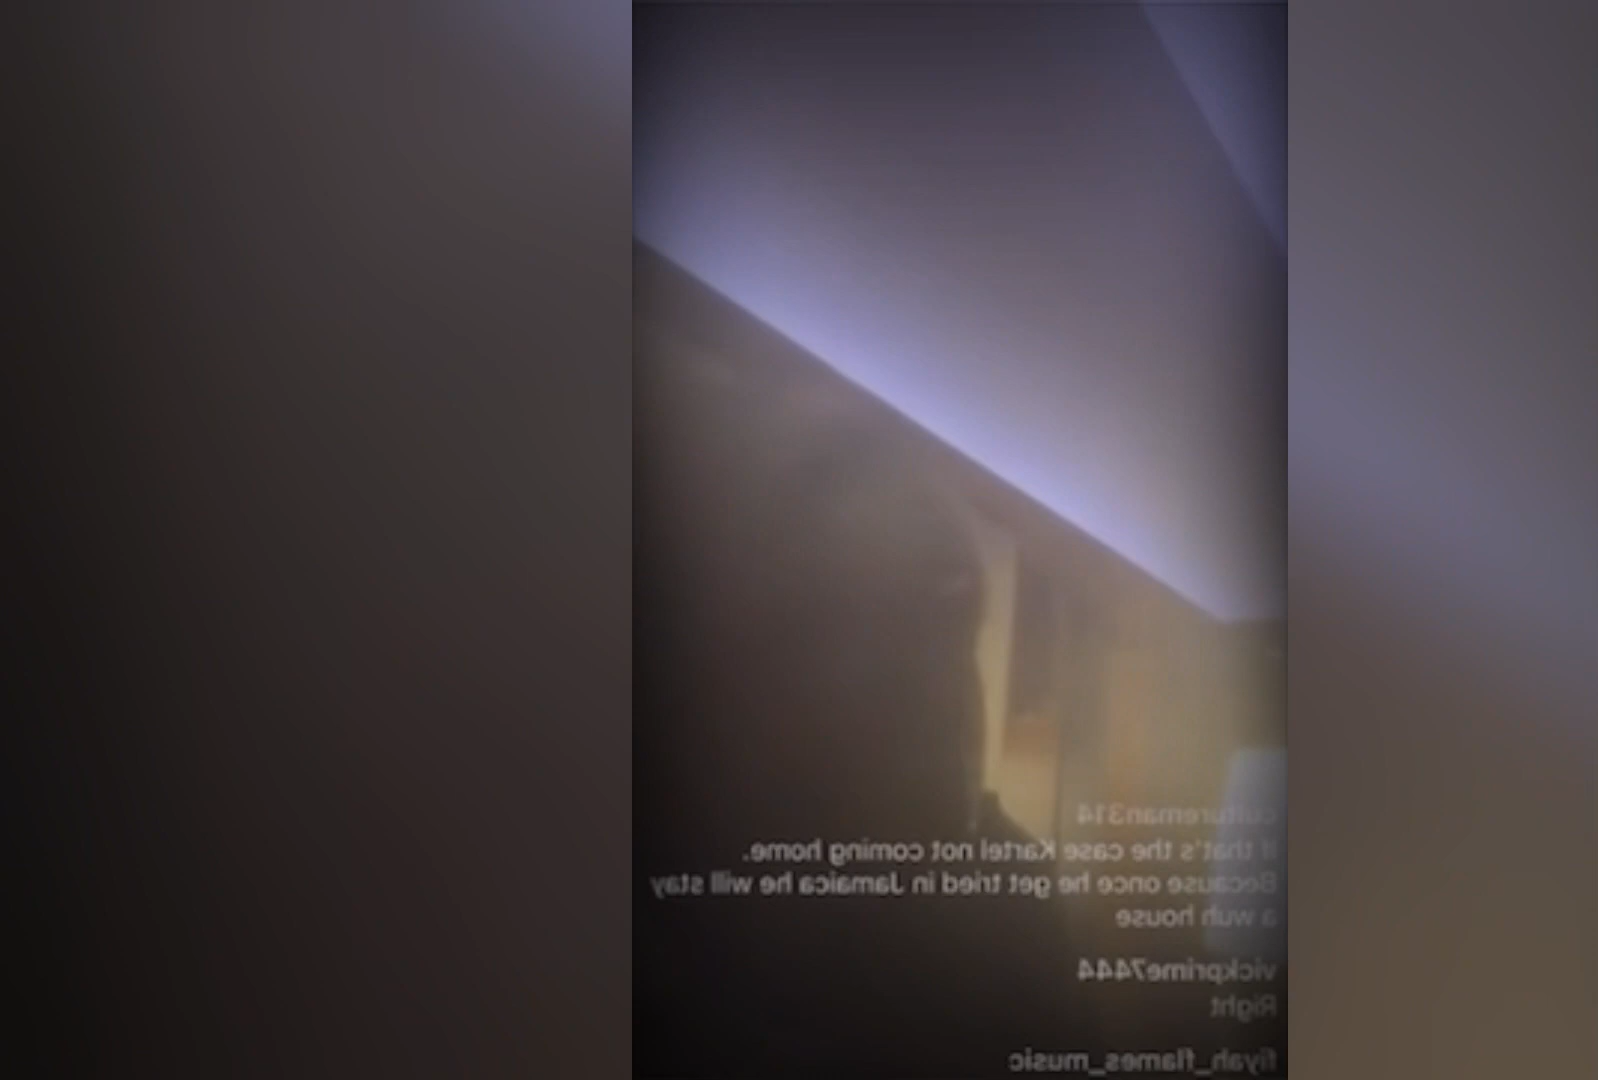 cultureman314
If that's the case Kartel not coming home.
Because once he get tried in Jamaica he will stay
a wuh house
vickprime7444
Right
fiyah_flames_music